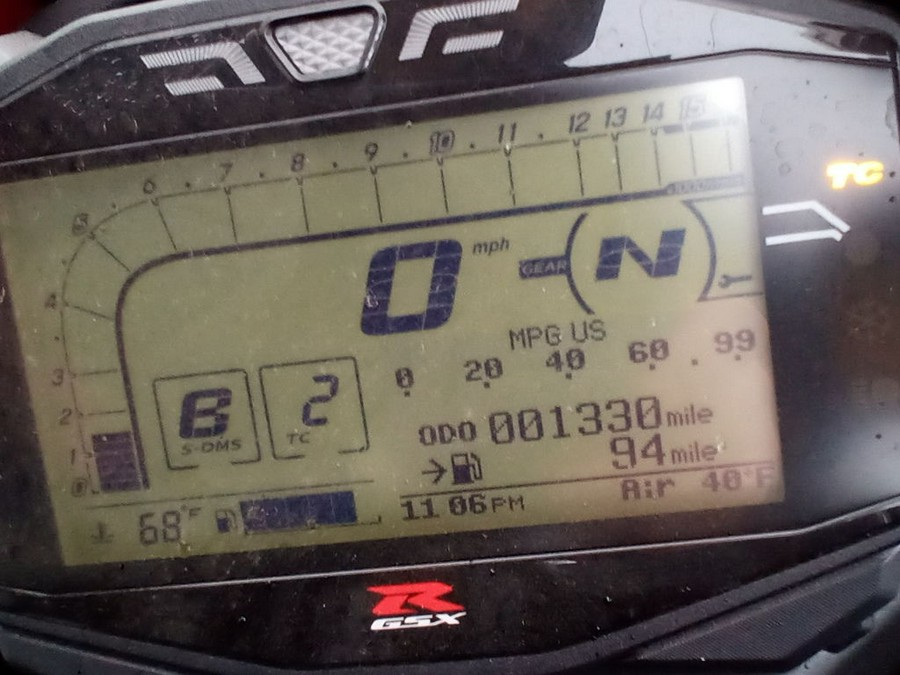 6 7 8 9 10 11 12 13 14 15
5
4
3
2
1
0
x1000r/min
TC
0 mph
GEAR N
MPG US
0 20 40 60 99
B
S-DMS
2
TC
ODO 001330 mile
94 mile
68°F
11 06 PM
Air 40°F
R
GSX